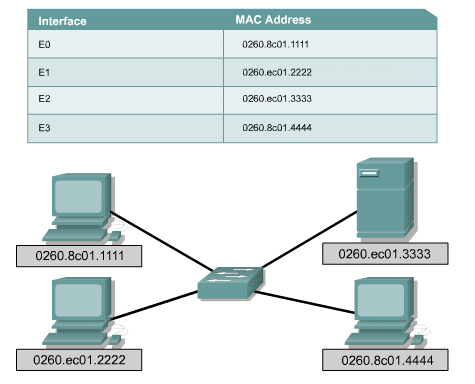 Interface MAC Address
E0 0260.8c01.1111
E1 0260.ec01.2222
E2 0260.ec01.3333
E3 0260.8c01.4444
0260.8c01.1111 0260.ec01.3333
0260.ec01.2222 0260.8c01.4444